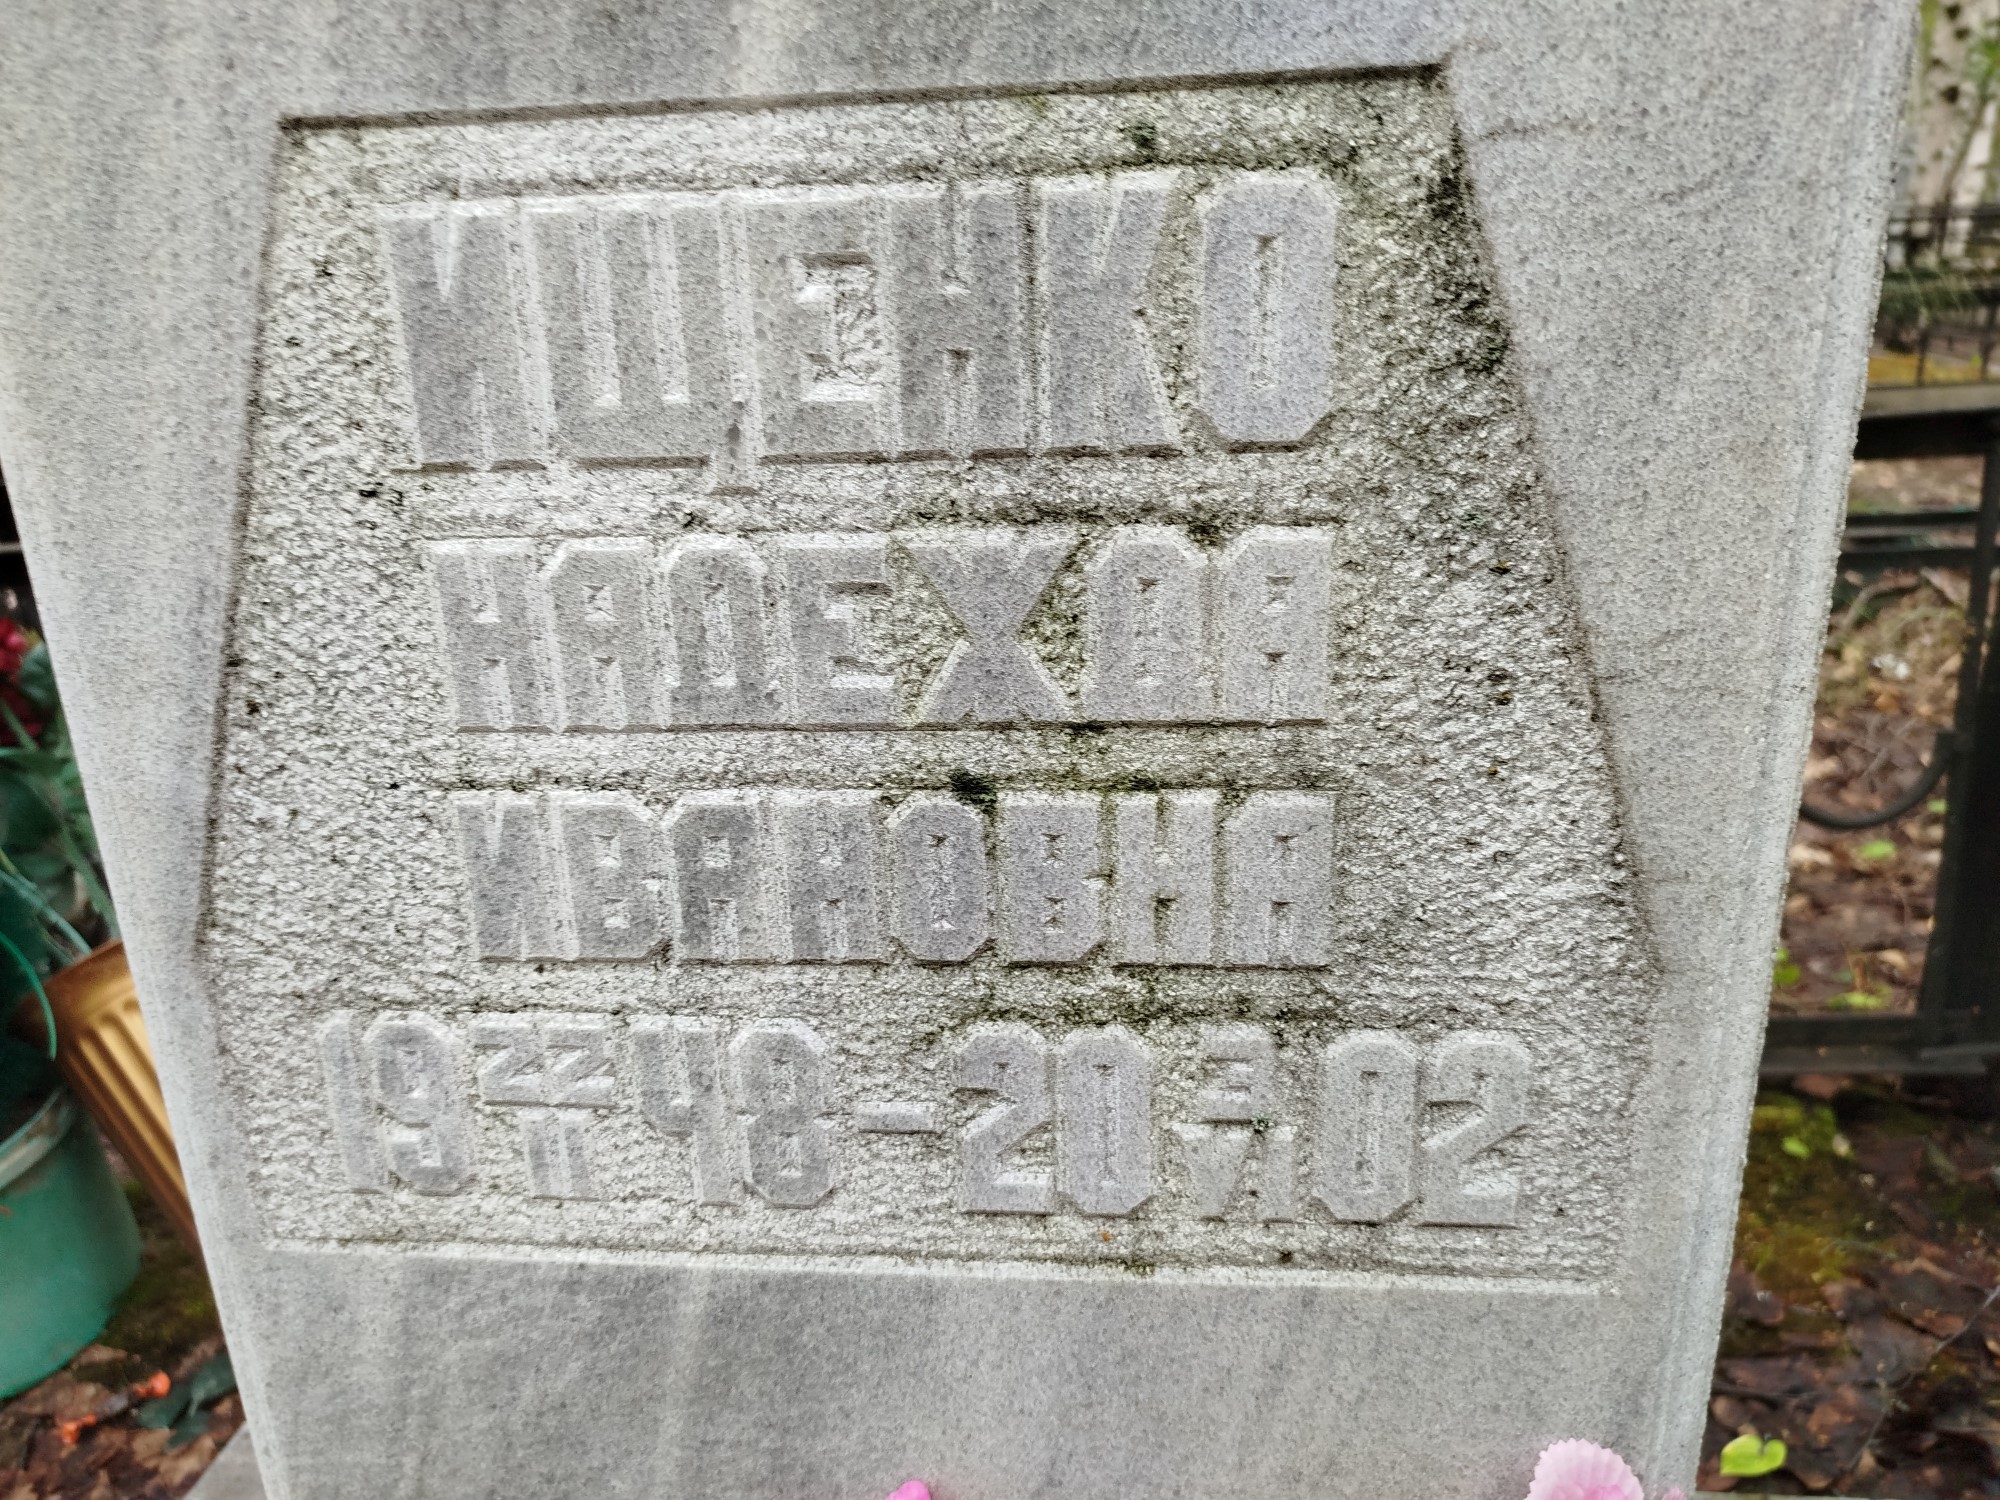 ИЩЕНКО
НАДЕЖДА
ИВАНОВНА
19 22/II 48 – 20 3/VI 02